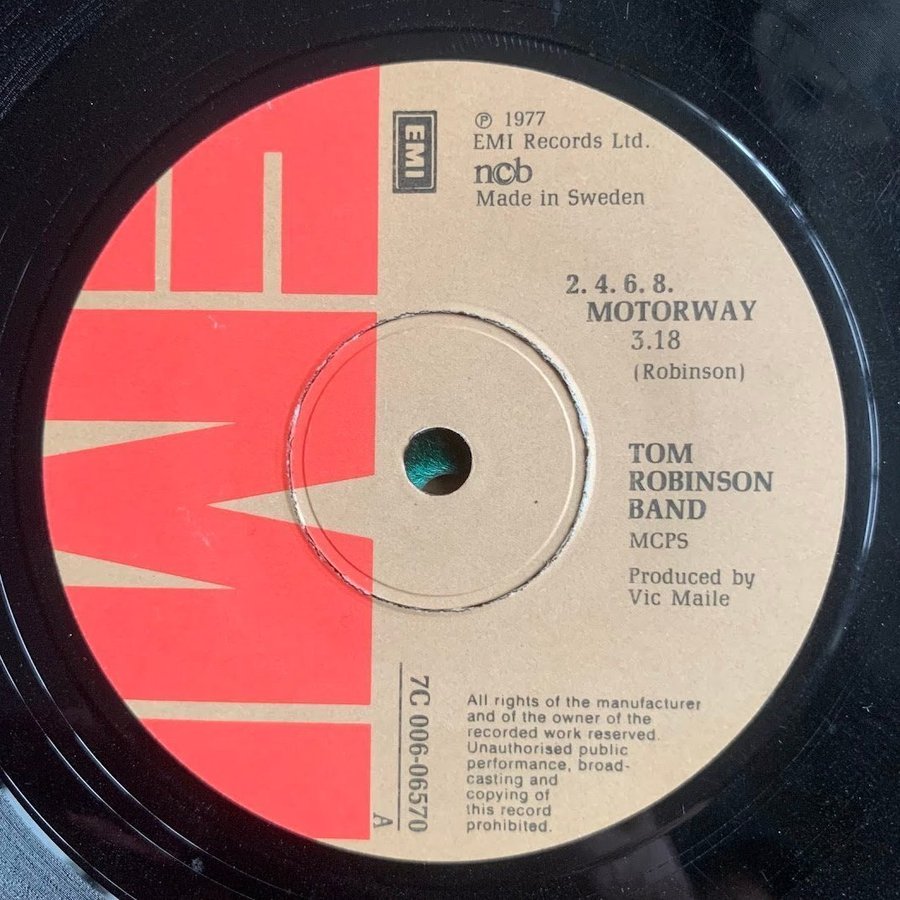 EMI
EMI
℗ 1977
EMI Records Ltd.
ncb
Made in Sweden
2. 4. 6. 8.
MOTORWAY
3.18
(Robinson)
TOM
ROBINSON
BAND
MCPS
Produced by
Vic Maile
7C 006-06570
A
All rights of the manufacturer
and of the owner of the
recorded work reserved.
Unauthorised public
performance, broad-
casting and
copying of
this record
prohibited.